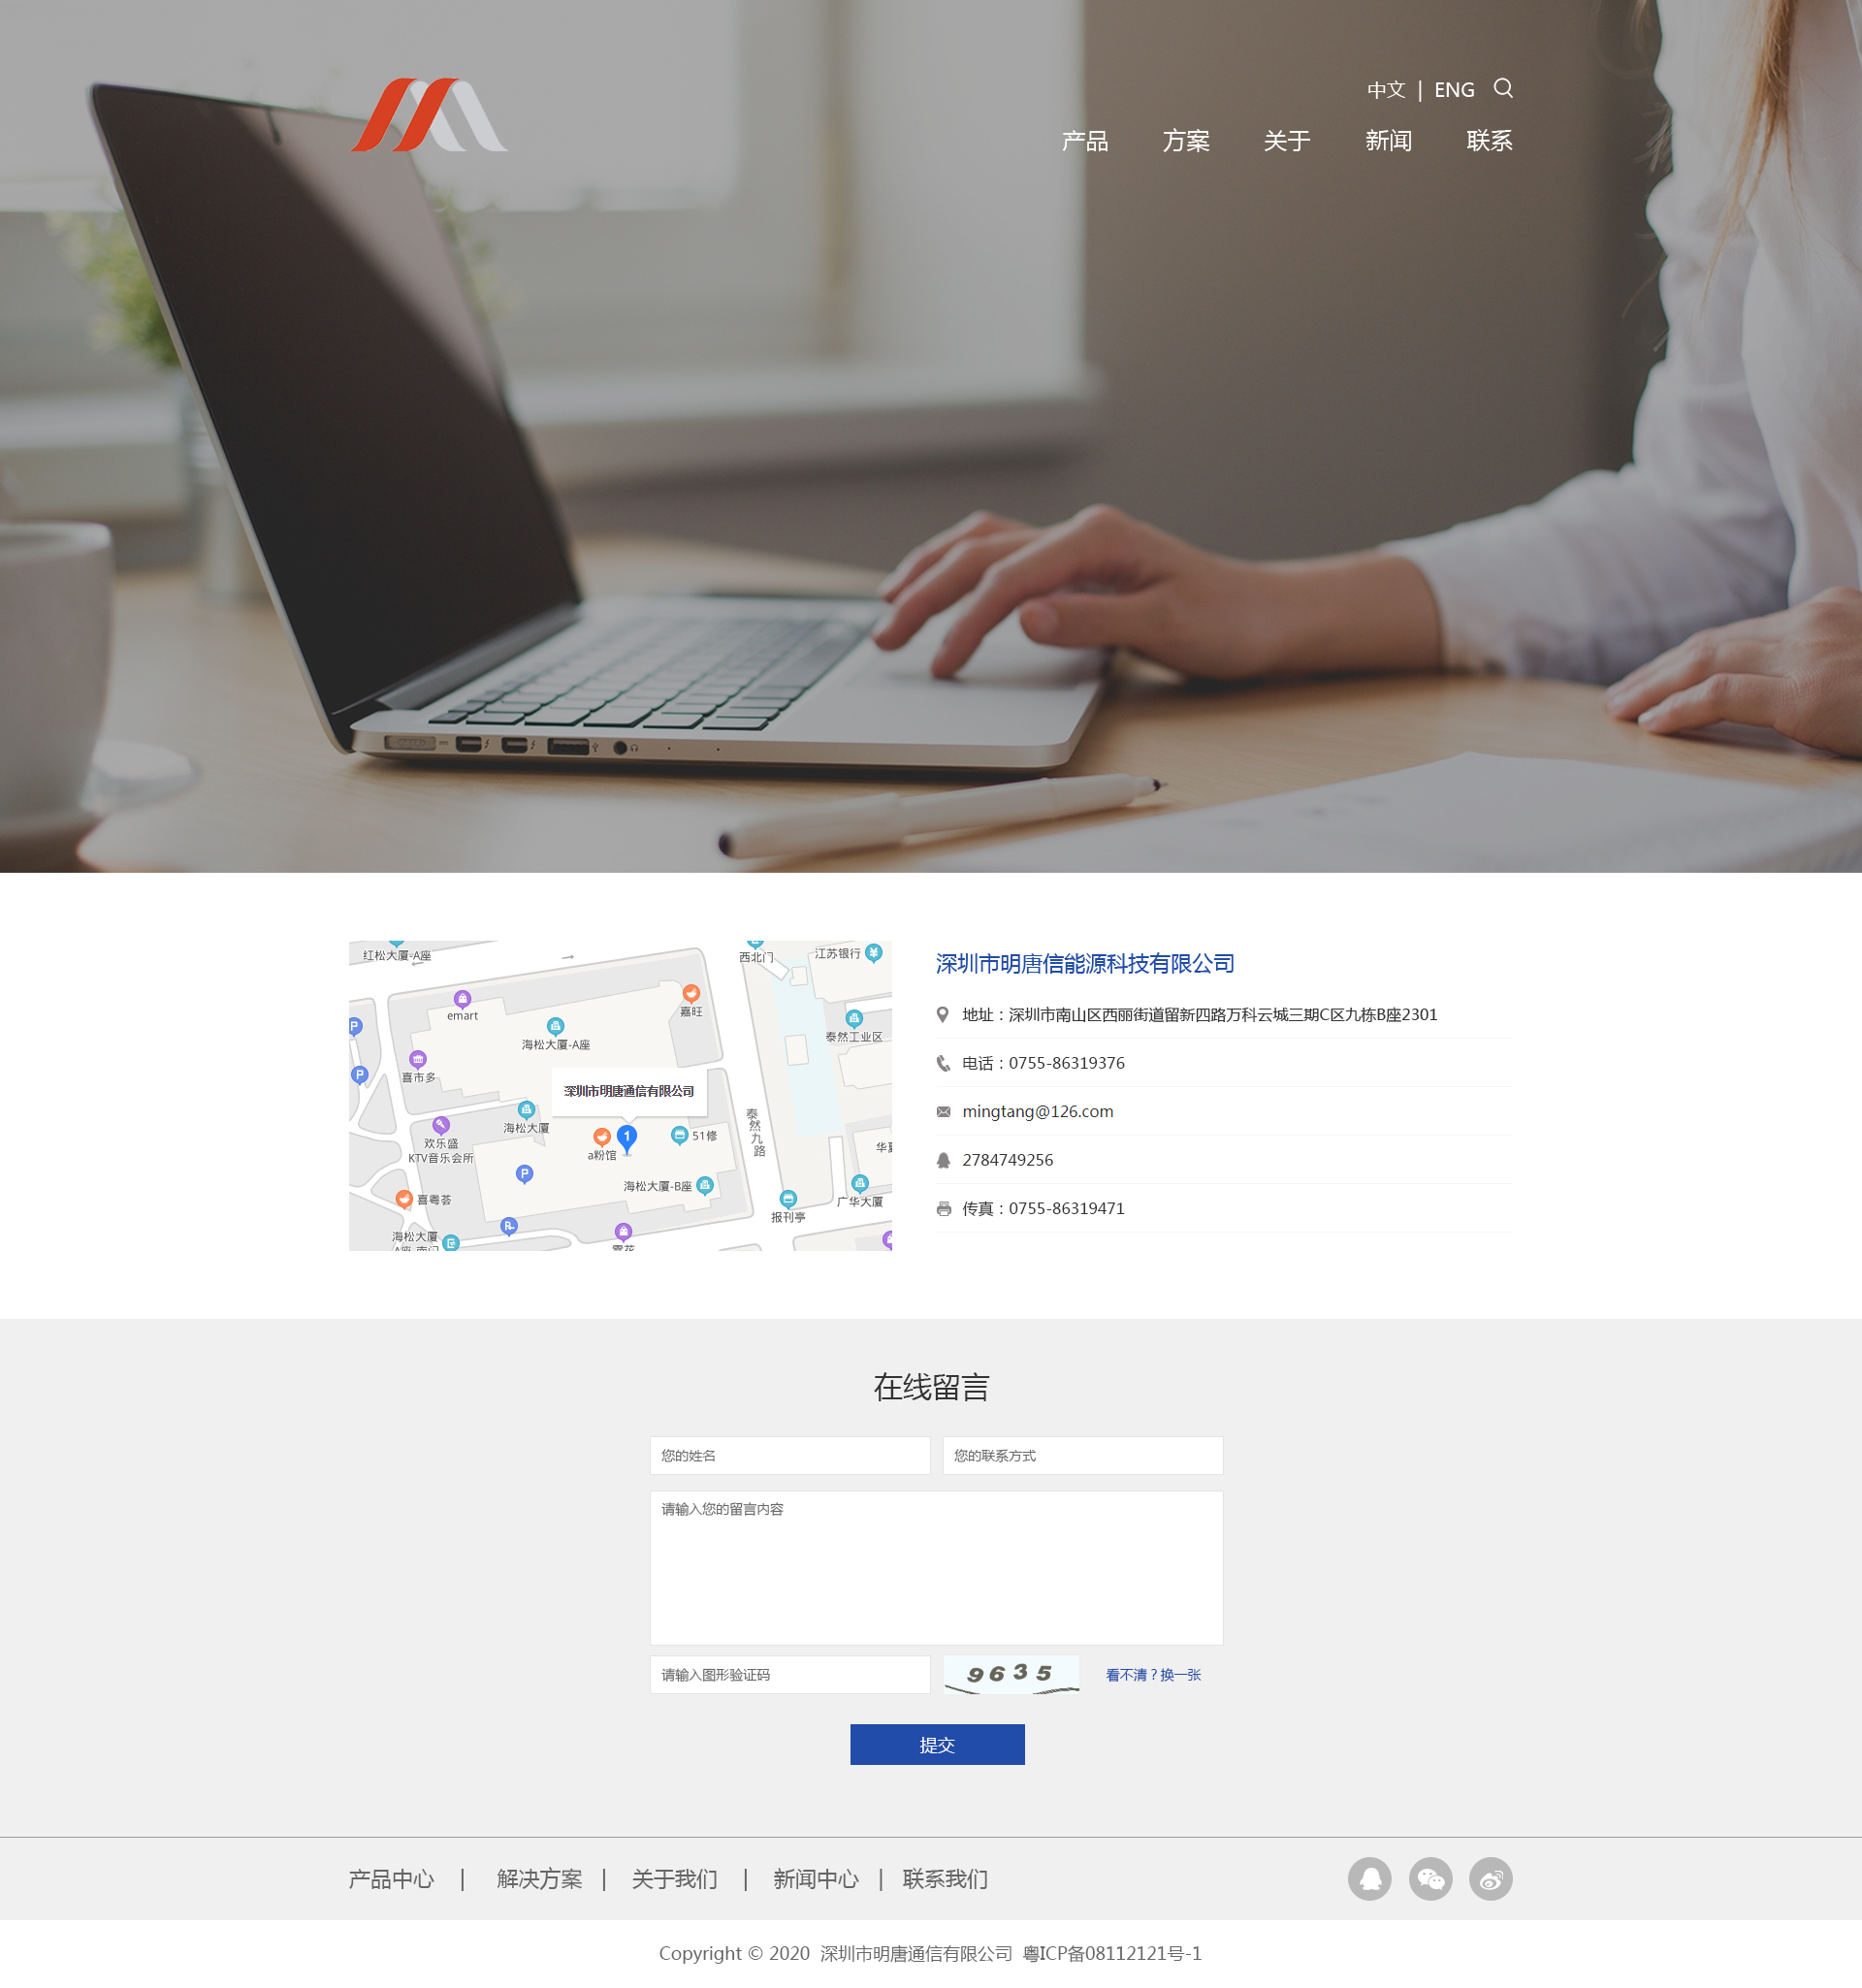 中文 | ENG
产品 方案 关于 新闻 联系
红松大厦-A座
西北门
江苏银行
emart
嘉旺
海松大厦-A座
泰然工业区
喜市多
深圳市明唐通信有限公司
海松大厦
欢乐盛
KTV音乐会所
a粉馆
1
51修
泰然九路
海松大厦-B座
喜粤荟
报刊亭
广华大厦
海松大厦
深圳市明唐信能源科技有限公司
地址：深圳市南山区西丽街道留新四路万科云城三期C区九栋B座2301
电话：0755-86319376
mingtang@126.com
2784749256
传真：0755-86319471
在线留言
您的姓名 您的联系方式
请输入您的留言内容
请输入图形验证码 9635 看不清？换一张
提交
产品中心 | 解决方案 | 关于我们 | 新闻中心 | 联系我们
Copyright © 2020 深圳市明唐通信有限公司 粤ICP备08112121号-1